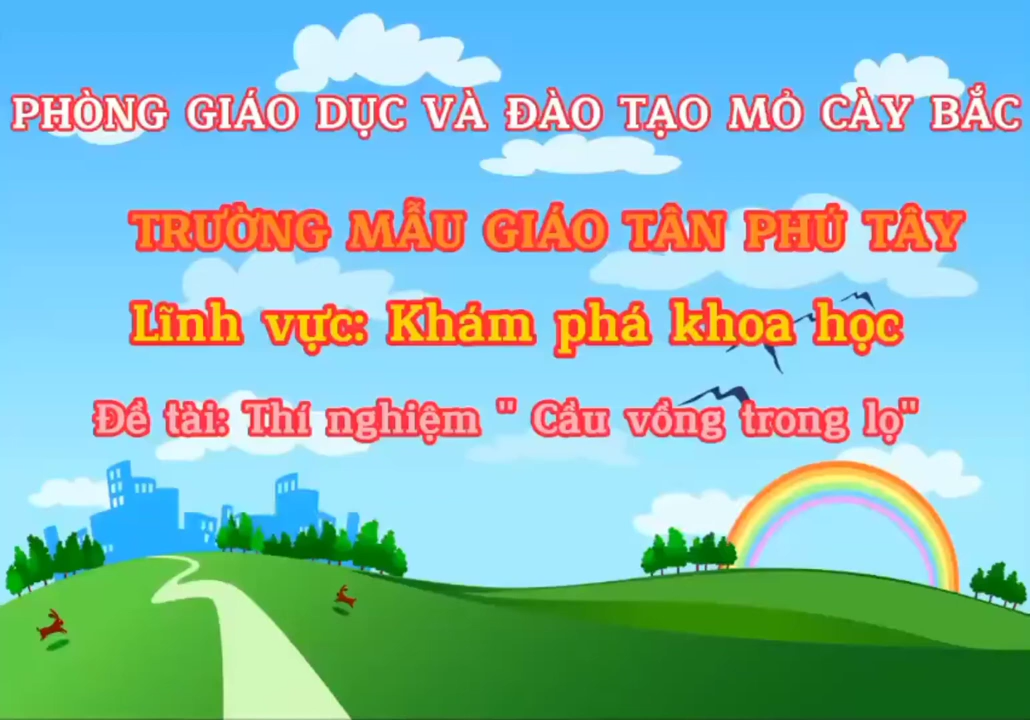 PHÒNG GIÁO DỤC VÀ ĐÀO TẠO MỎ CÀY BẮC
TRƯỜNG MẪU GIÁO TÂN PHÚ TÂY
Lĩnh vực: Khám phá khoa học
Đề tài: Thí nghiệm " Cầu vồng trong lọ"